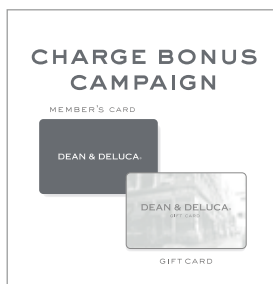 CHARGE BONUS
CAMPAIGN
MEMBER'S CARD
DEAN & DELUCA
DEAN & DELUCA
GIFT CARD
GIFT CARD